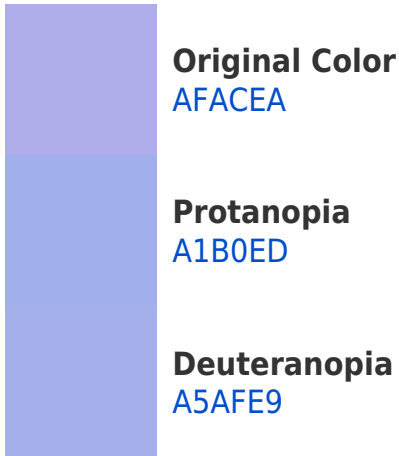 Original Color
AFACEA
Protanopia
A1B0ED
Deuteranopia
A5AFE9